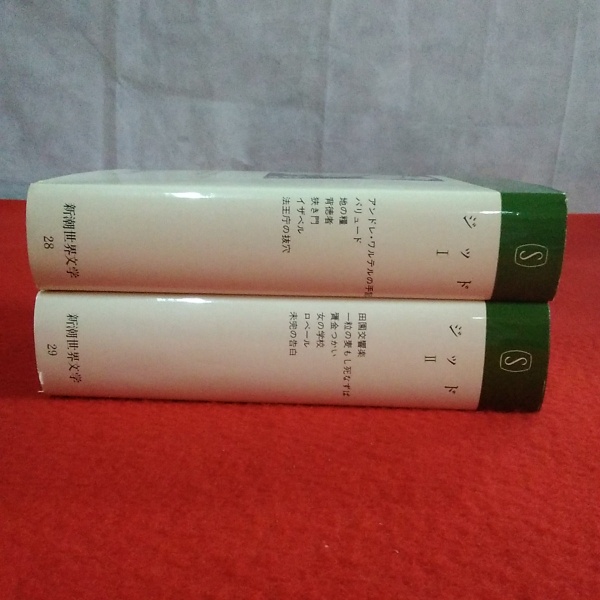 S
ジッド I
アンドレ・ワルテルの手記
パリュード
地の糧
背徳者
狭き門
イザベル
法王庁の抜穴
新潮世界文学 28
S
ジッド II
田園交響楽
一粒の麦もし死なずば
贋金つかい
女の学校
ロベール
未完の告白
新潮世界文学 29